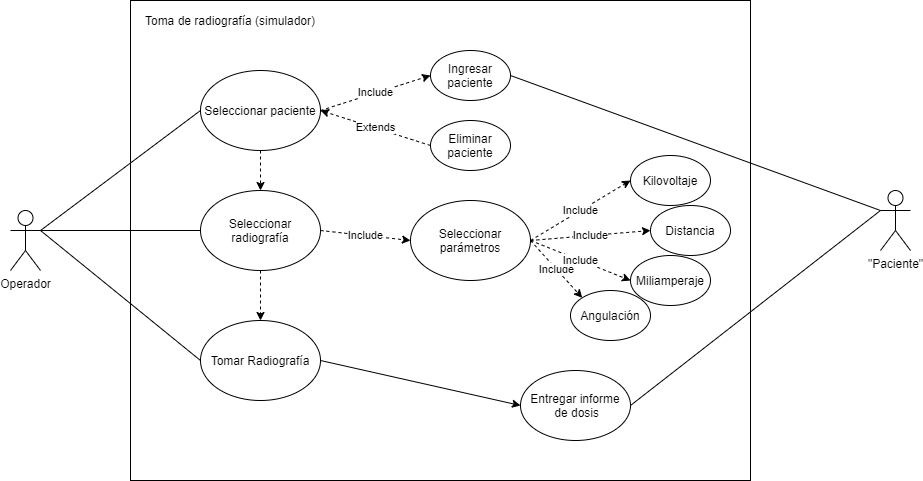 Toma de radiografía (simulador)
Ingresar
paciente
Seleccionar paciente
Include
Extends
Eliminar
paciente
Kilovoltaje
Include
Seleccionar
radiografía
Include
Seleccionar
parámetros
Include
Distancia
Include
Include
Miliamperaje
Angulación
Operador
"Paciente"
Tomar Radiografía
Entregar informe
de dosis